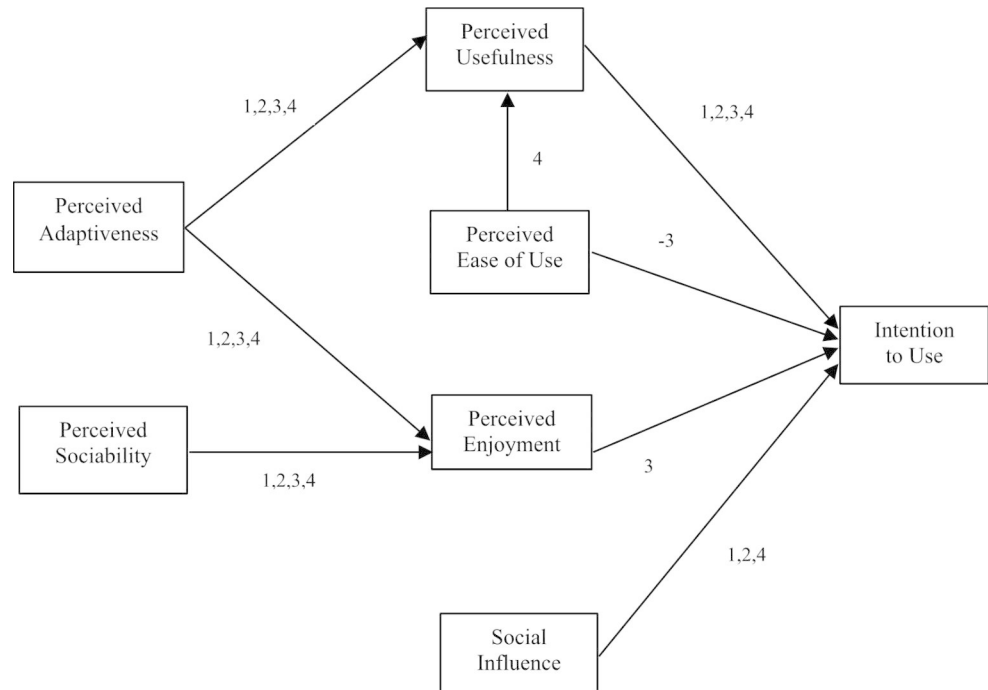 Perceived
Usefulness
1,2,3,4
1,2,3,4
4
Perceived
Adaptiveness
Perceived
Ease of Use
-3
1,2,3,4
Intention
to Use
Perceived
Sociability
Perceived
Enjoyment
1,2,3,4
3
1,2,4
Social
Influence